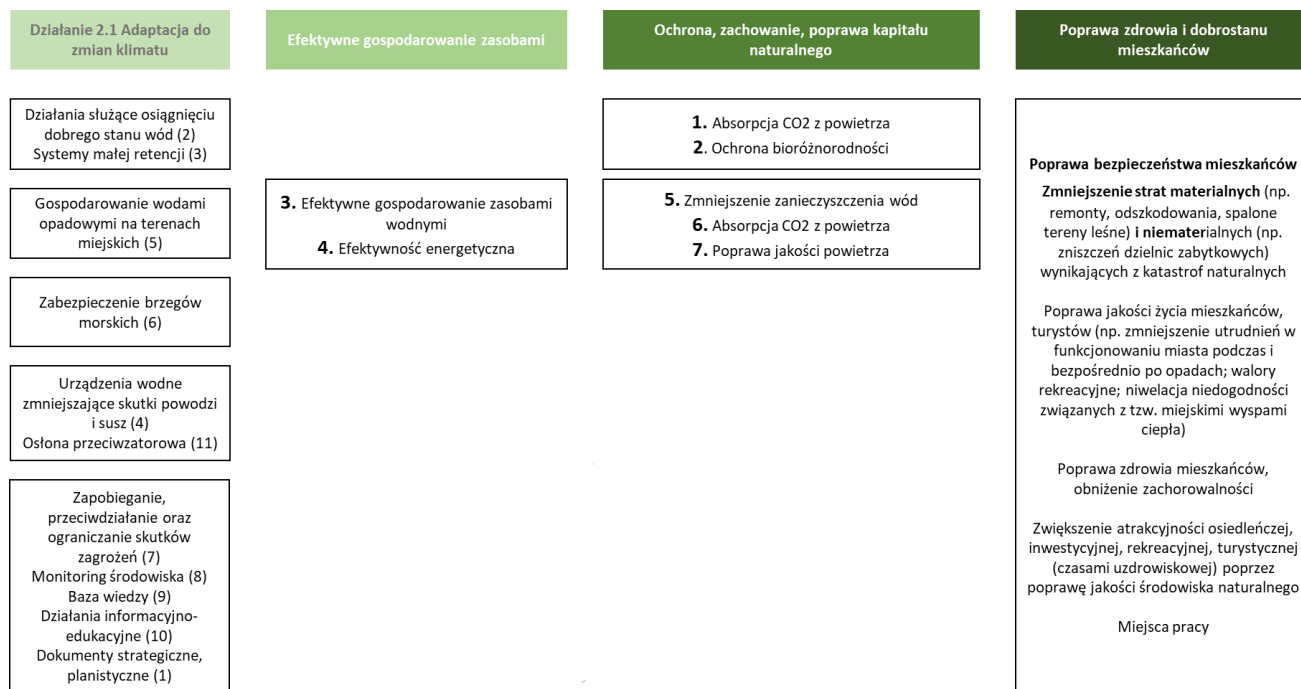 Działanie 2.1 Adaptacja do
zmian klimatu
Efektywne gospodarowanie zasobami
Ochrona, zachowanie, poprawa kapitału
naturalnego
Poprawa zdrowia i dobrostanu
mieszkańców
Działania służące osiągnięciu
dobrego stanu wód (2)
Systemy małej retencji (3)
Gospodarowanie wodami
opadowymi na terenach
miejskich (5)
Zabezpieczenie brzegów
morskich (6)
Urządzenia wodne
zmniejszające skutki powodzi
i susz (4)
Osłona przeciwzatorowa (11)
Zapobieganie,
przeciwdziałanie oraz
ograniczanie skutków
zagrożeń (7)
Monitoring środowiska (8)
Baza wiedzy (9)
Działania informacyjno-
edukacyjne (10)
Dokumenty strategiczne,
planistyczne (1)
3. Efektywne gospodarowanie zasobami
wodnymi
4. Efektywność energetyczna
1. Absorpcja CO2 z powietrza
2. Ochrona bioróżnorodności
5. Zmniejszenie zanieczyszczenia wód
6. Absorpcja CO2 z powietrza
7. Poprawa jakości powietrza
Poprawa bezpieczeństwa mieszkańców
Zmniejszenie strat materialnych (np.
remonty, odszkodowania, spalone
tereny leśne) i niematerialnych (np.
zniszczeń dzielnic zabytkowych)
wynikających z katastrof naturalnych
Poprawa jakości życia mieszkańców,
turystów (np. zmniejszenie utrudnień w
funkcjonowaniu miasta podczas i
bezpośrednio po opadach; walory
rekreacyjne; niwelacja niedogodności
związanych z tzw. miejskimi wyspami
ciepła)
Poprawa zdrowia mieszkańców,
obniżenie zachorowalności
Zwiększenie atrakcyjności osiedleńczej,
inwestycyjnej, rekreacyjnej, turystycznej
(czasami uzdrowiskowej) poprzez
poprawę jakości środowiska naturalnego
Miejsca pracy